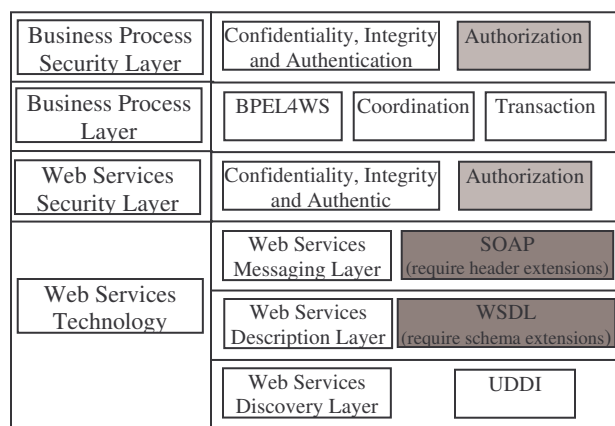 Business Process
Security Layer
Confidentiality, Integrity
and Authentication
Authorization
Business Process
Layer
BPEL4WS
Coordination
Transaction
Web Services
Security Layer
Confidentiality, Integrity
and Authentic
Authorization
Web Services
Technology
Web Services
Messaging Layer
SOAP
(require header extensions)
Web Services
Description Layer
WSDL
(require schema extensions)
Web Services
Discovery Layer
UDDI